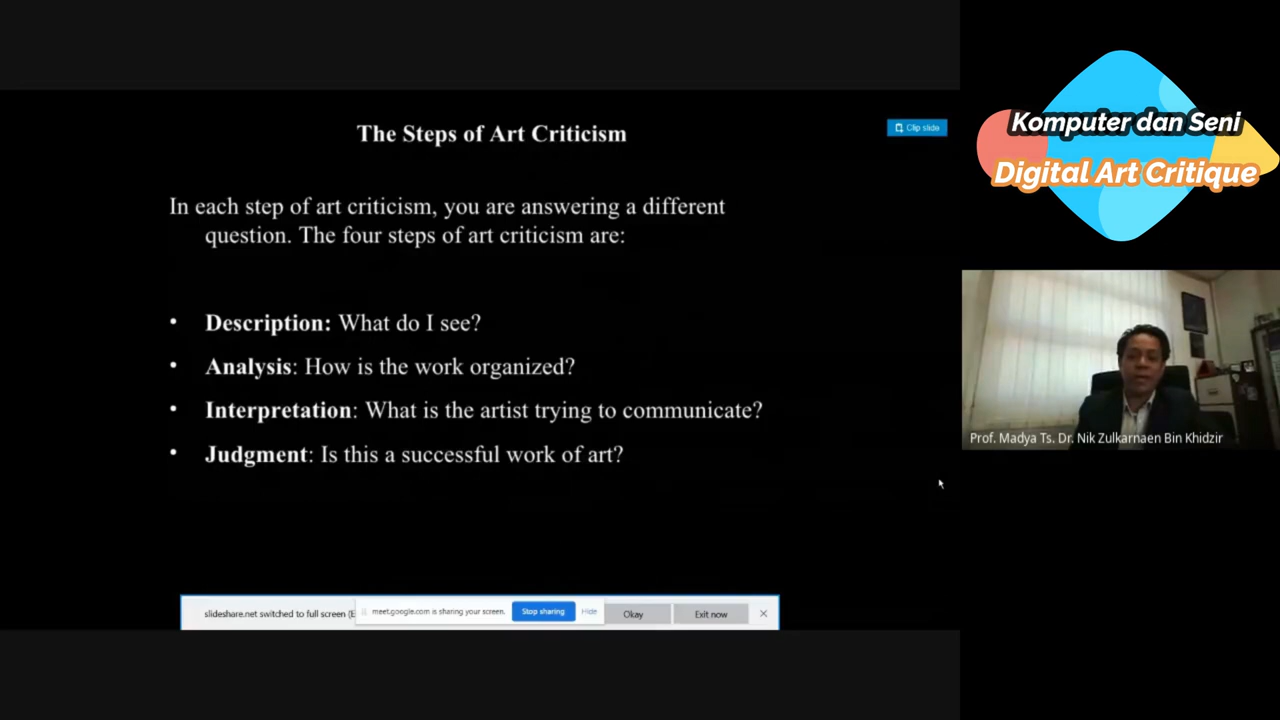 The Steps of Art Criticism
Clip slide
In each step of art criticism, you are answering a different
question. The four steps of art criticism are:
• Description: What do I see?
• Analysis: How is the work organized?
• Interpretation: What is the artist trying to communicate?
• Judgment: Is this a successful work of art?
slideshare.net switched to full screen (E
meet.google.com is sharing your screen.
Stop sharing
Hide
Okay
Exit now
Komputer dan Seni
Digital Art Critique
Prof. Madya Ts. Dr. Nik Zulkarnaen Bin Khidzir